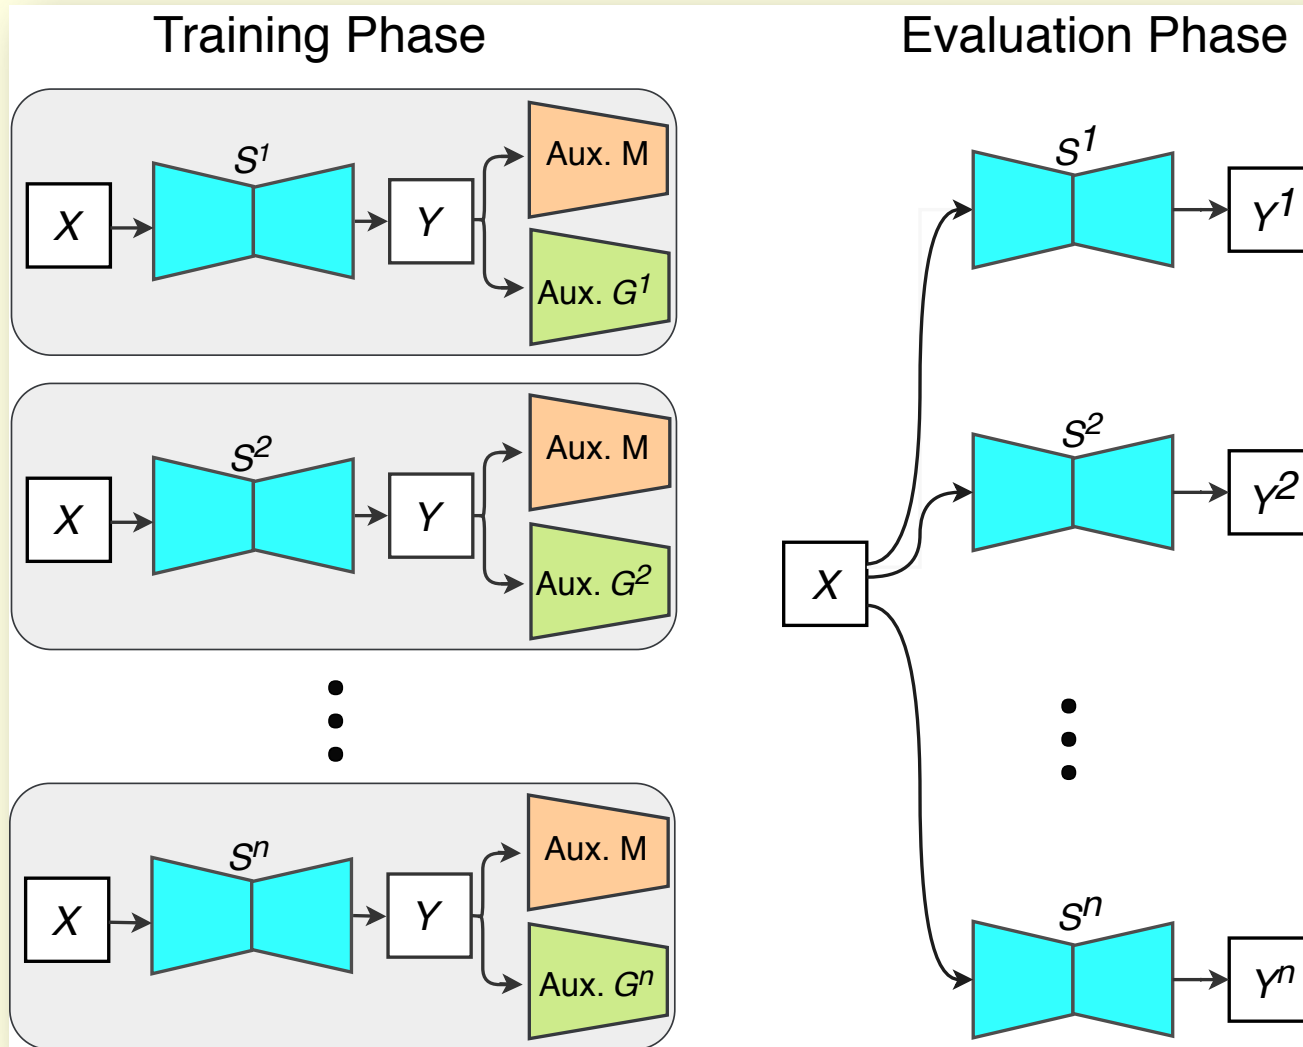 Training Phase
X
S¹
Y
Aux. M
Aux. G¹
X
S²
Y
Aux. M
Aux. G²
X
Sⁿ
Y
Aux. M
Aux. Gⁿ
Evaluation Phase
X
S¹
Y¹
S²
Y²
Sⁿ
Yⁿ